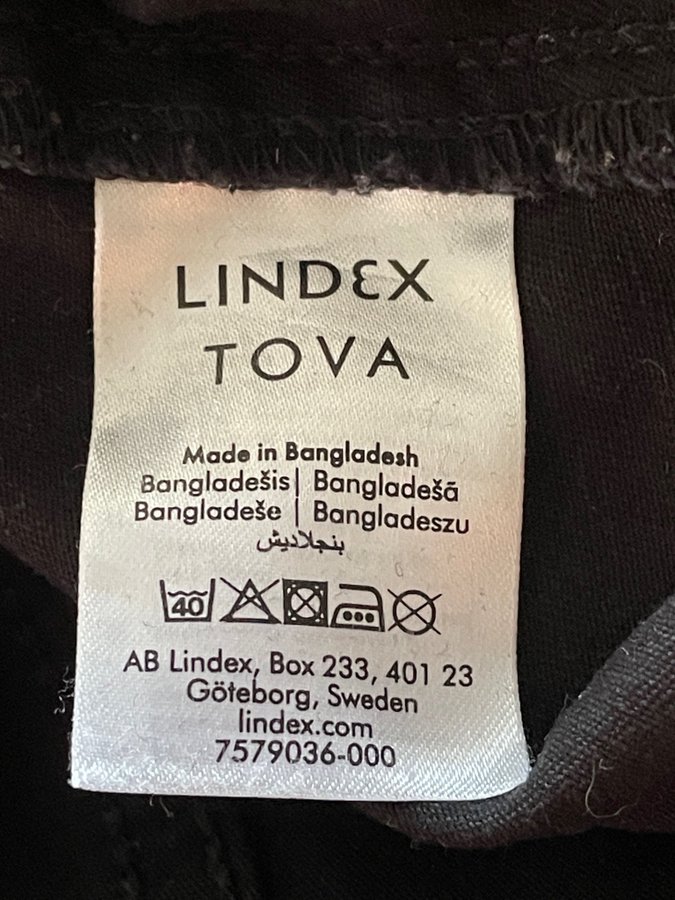 LINDEX
TOVA
Made in Bangladesh
Bangladešis | Bangladešā
Bangladeše | Bangladeszu
بنجلاديش
40
AB Lindex, Box 233, 401 23
Göteborg, Sweden
lindex.com
7579036-000